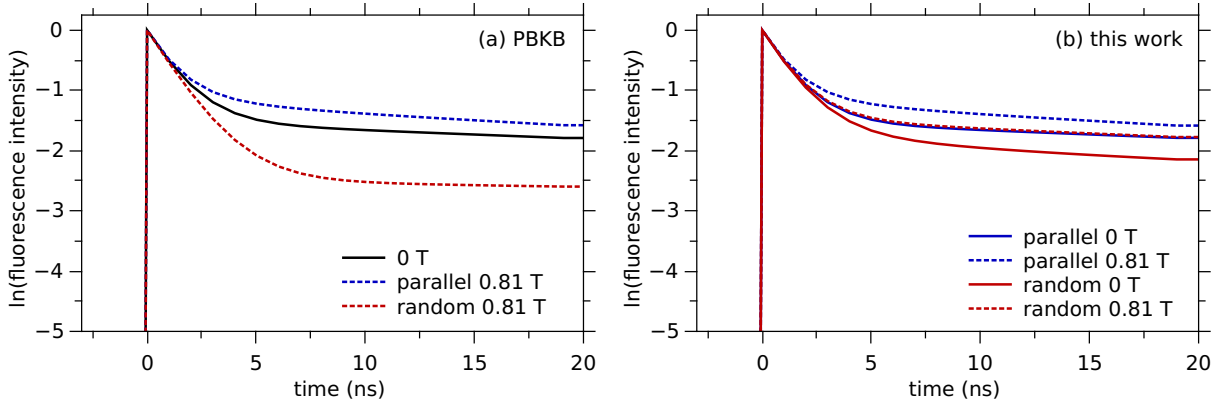 (a) PBKB
ln(fluorescence intensity)
0
−1
−2
−3
−4
−5
0 T
parallel 0.81 T
random 0.81 T
0 5 10 15 20
time (ns)
(b) this work
ln(fluorescence intensity)
0
−1
−2
−3
−4
−5
parallel 0 T
parallel 0.81 T
random 0 T
random 0.81 T
0 5 10 15 20
time (ns)